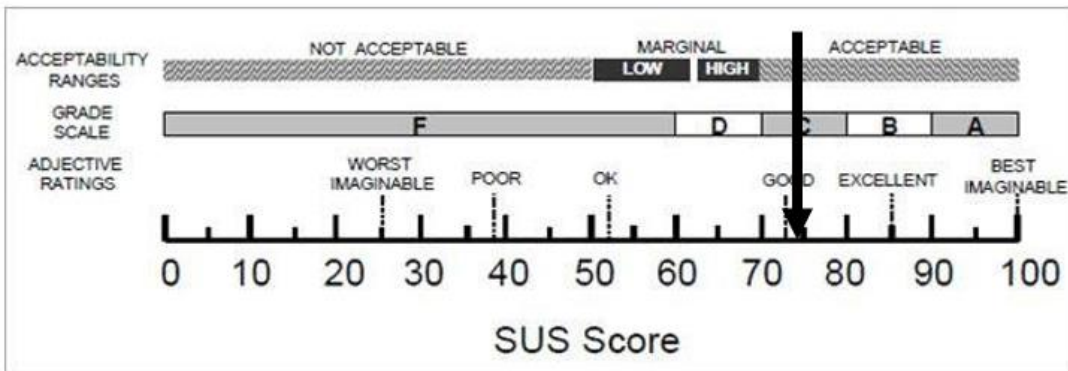 NOT ACCEPTABLE MARGINAL ACCEPTABLE
ACCEPTABILITY
RANGES
LOW HIGH
GRADE
SCALE
F D C B A
ADJECTIVE
RATINGS
WORST
IMAGINABLE
POOR
OK
GOOD
EXCELLENT
BEST
IMAGINABLE
0 10 20 30 40 50 60 70 80 90 100
SUS Score